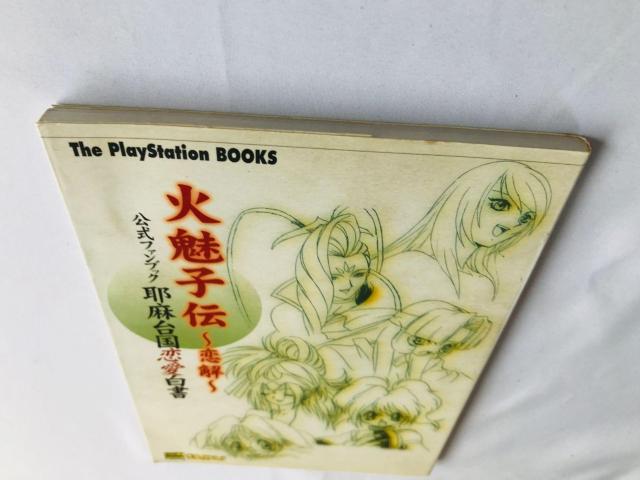 The PlayStation BOOKS
火魅子伝
～恋解～
公式ファンブック
耶麻台国恋愛白書